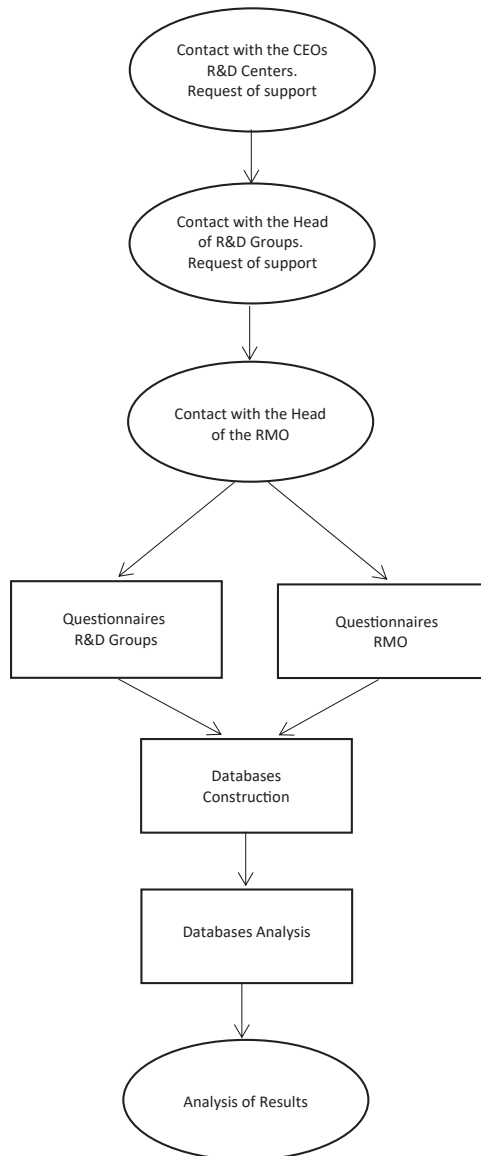 Contact with the CEOs
R&D Centers.
Request of support
Contact with the Head
of R&D Groups.
Request of support
Contact with the Head
of the RMO
Questionnaires
R&D Groups
Questionnaires
RMO
Databases
Construction
Databases Analysis
Analysis of Results